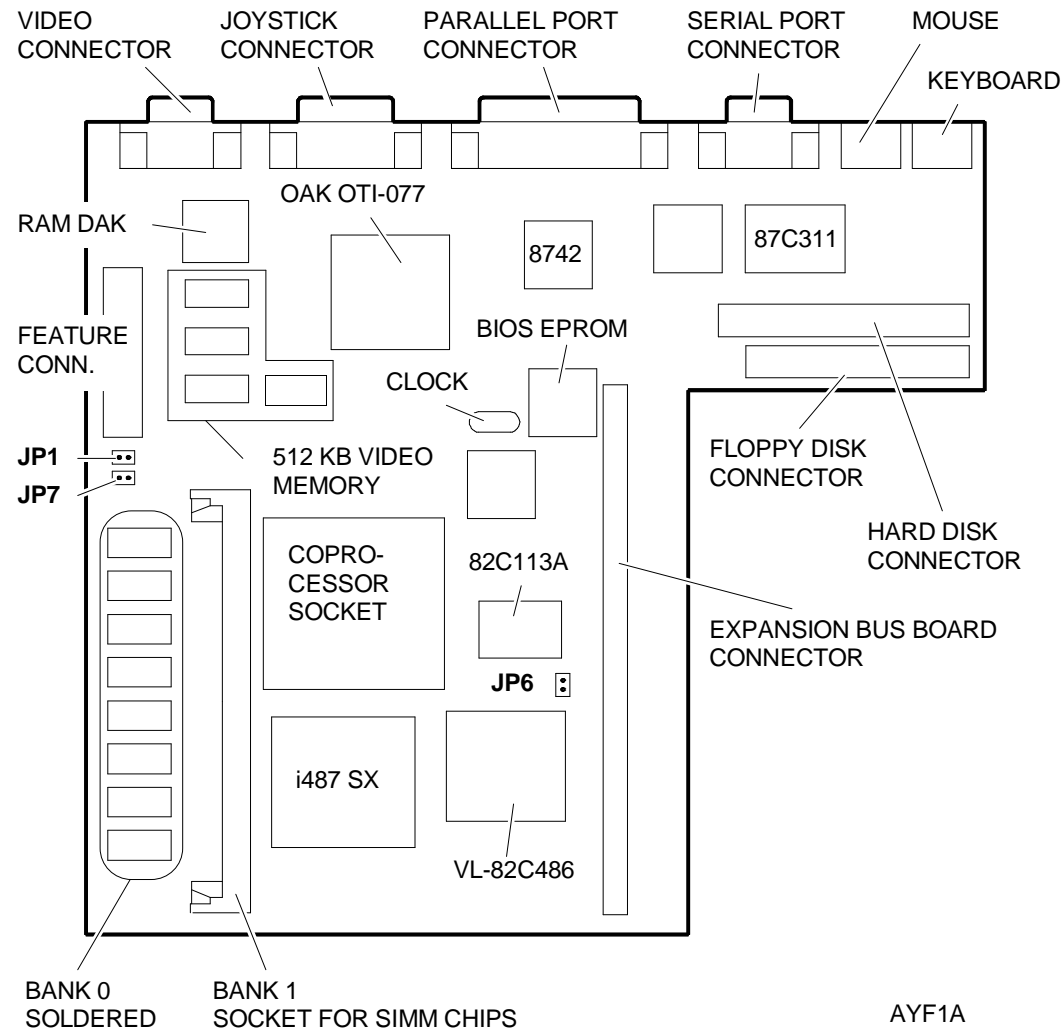 VIDEO
CONNECTOR
JOYSTICK
CONNECTOR
PARALLEL PORT
CONNECTOR
SERIAL PORT
CONNECTOR
MOUSE
KEYBOARD
RAM DAK
OAK OTI-077
8742
87C311
FEATURE
CONN.
BIOS EPROM
CLOCK
JP1
JP7
512 KB VIDEO
MEMORY
FLOPPY DISK
CONNECTOR
HARD DISK
CONNECTOR
COPRO-
CESSOR
SOCKET
82C113A
EXPANSION BUS BOARD
CONNECTOR
JP6
i487 SX
VL-82C486
BANK 0
SOLDERED
BANK 1
SOCKET FOR SIMM CHIPS
AYF1A